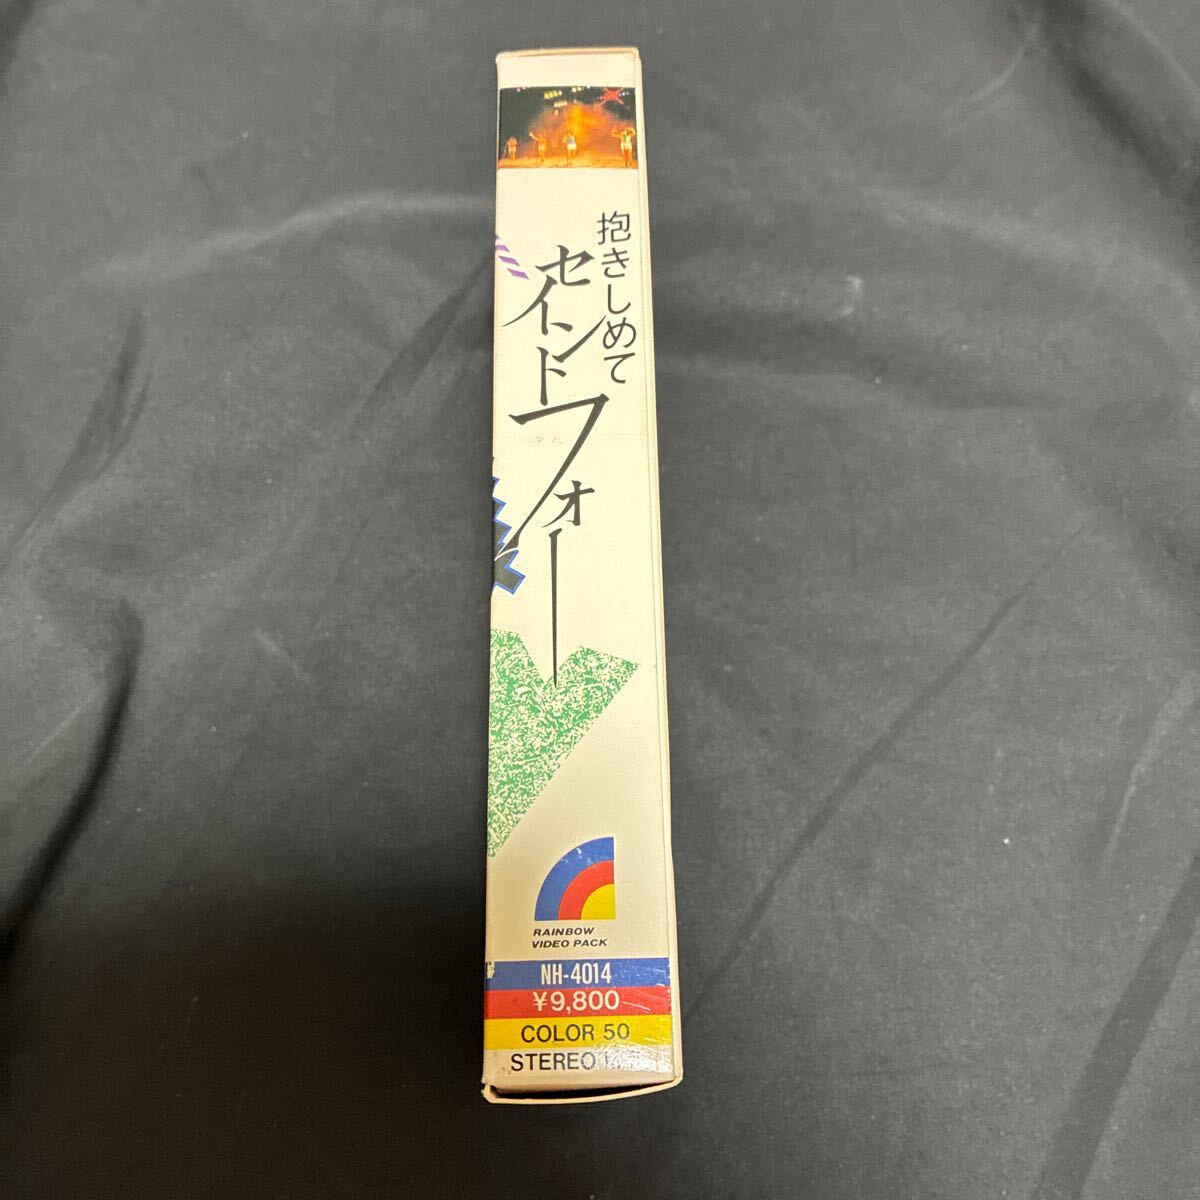 抱きしめて
セイントフォー
RAINBOW
VIDEO PACK
NH-4014
¥9,800
COLOR 50
STEREO